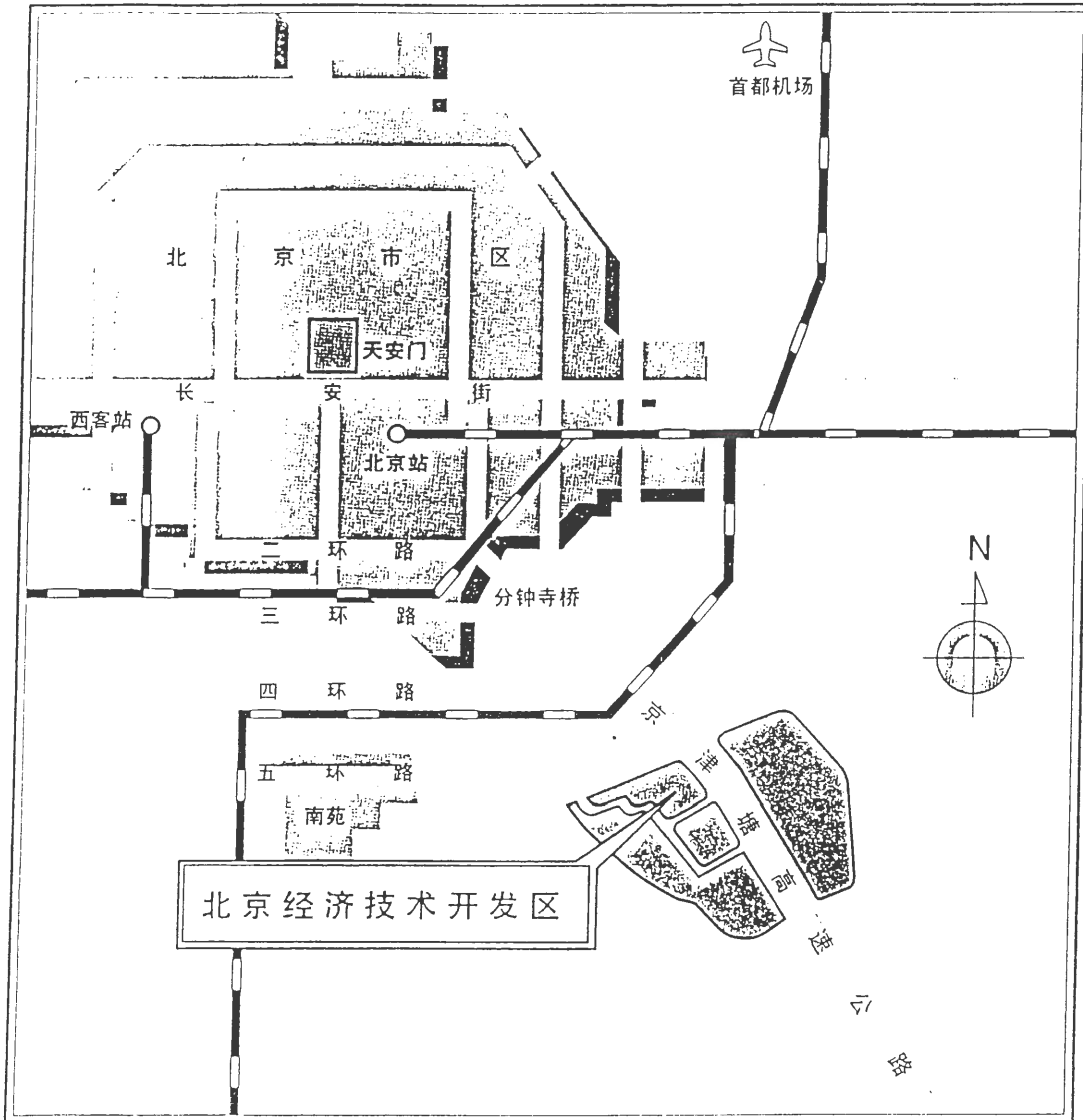 首都机场
北京市区
天安门
长安街
西客站
北京站
二环路
分钟寺桥
三环路
N
四环路
五环路
南苑
京津塘高速公路
北京经济技术开发区